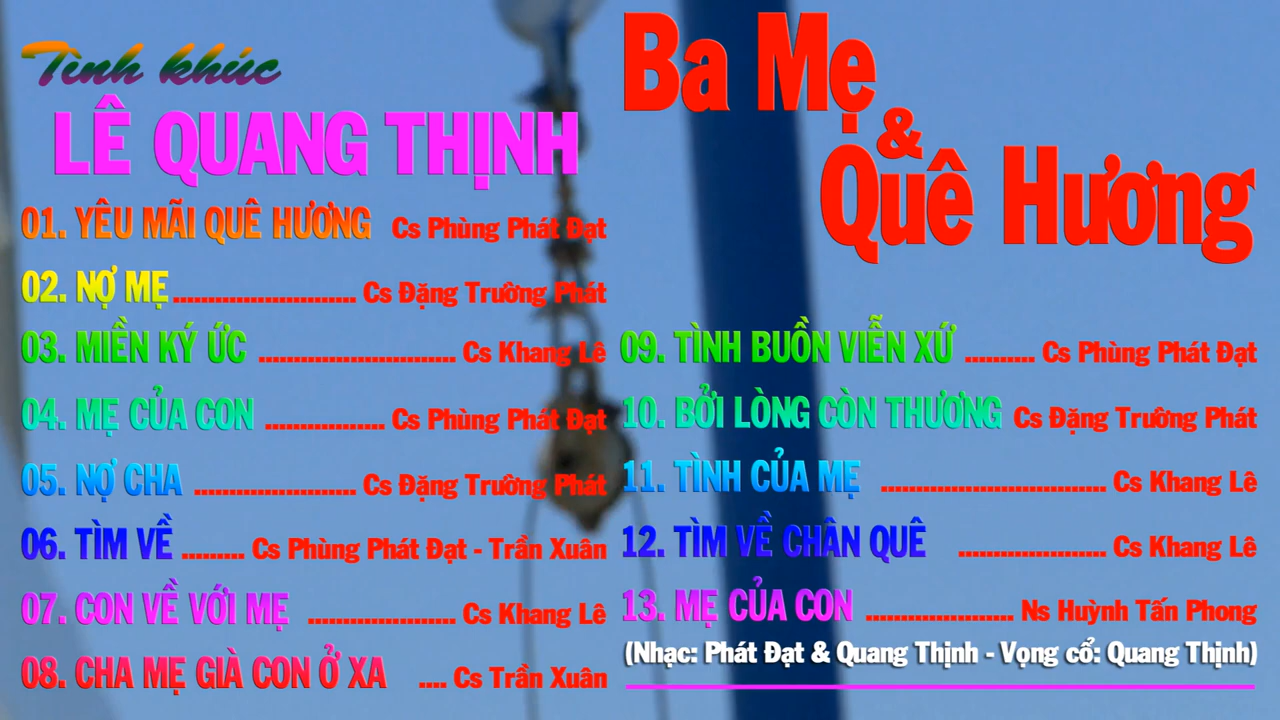 Tình khúc
LÊ QUANG THỊNH
01. YÊU MÃI QUÊ HƯƠNG Cs Phùng Phát Đạt
02. NỢ MẸ .......................... Cs Đặng Trường Phát
03. MIỀN KÝ ỨC ............................ Cs Khang Lê
04. MẸ CỦA CON ................. Cs Phùng Phát Đạt
05. NỢ CHA ....................... Cs Đặng Trường Phát
06. TÌM VỀ ......... Cs Phùng Phát Đạt - Trần Xuân
07. CON VỀ VỚI MẸ ..................... Cs Khang Lê
08. CHA MẸ GIÀ CON Ở XA .... Cs Trần Xuân
Ba Mẹ
&
Quê Hương
09. TÌNH BUỒN VIỄN XỨ .......... Cs Phùng Phát Đạt
10. BỞI LÒNG CÒN THƯƠNG Cs Đặng Trường Phát
11. TÌNH CỦA MẸ ................................ Cs Khang Lê
12. TÌM VỀ CHÂN QUÊ ..................... Cs Khang Lê
13. MẸ CỦA CON ..................... Ns Huỳnh Tấn Phong
(Nhạc: Phát Đạt & Quang Thịnh - Vọng cổ: Quang Thịnh)